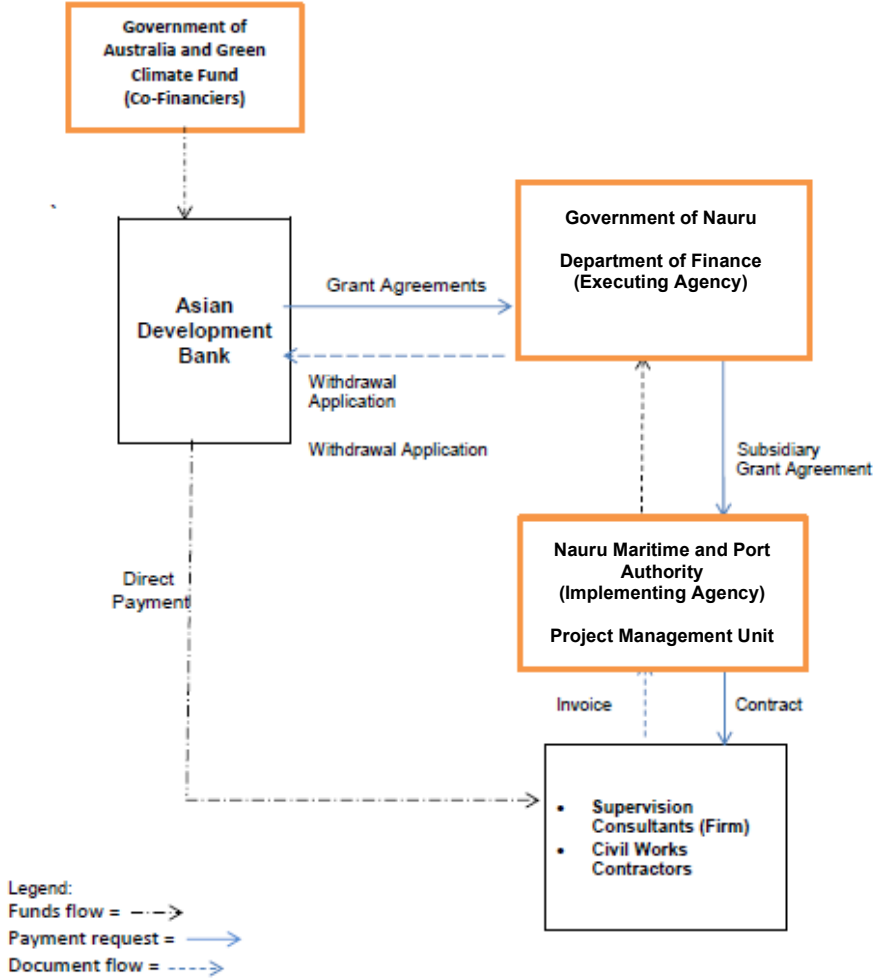 Government of
Australia and Green
Climate Fund
(Co-Financiers)
Government of Nauru
Department of Finance
(Executing Agency)
Asian
Development
Bank
Grant Agreements
Withdrawal
Application
Withdrawal Application
Subsidiary
Grant Agreement
Nauru Maritime and Port
Authority
(Implementing Agency)
Project Management Unit
Direct
Payment
Invoice
Contract
• Supervision
Consultants (Firm)
• Civil Works
Contractors
Legend:
Funds flow =
Payment request =
Document flow =